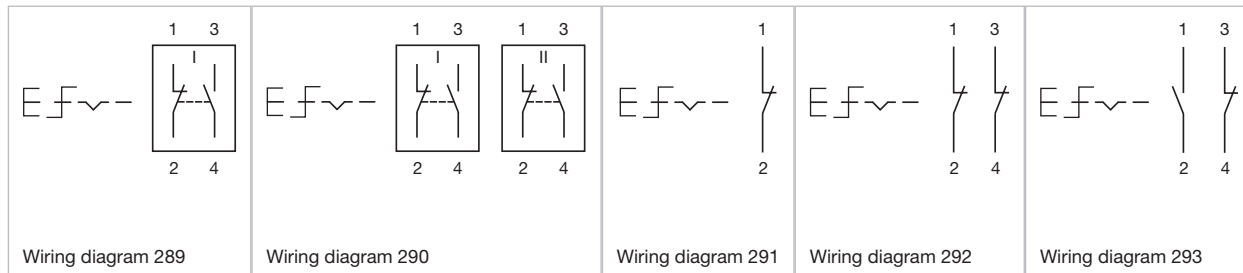 1 3
I
2 4
Wiring diagram 289
1 3
I
2 4
1 3
II
2 4
Wiring diagram 290
1
2
Wiring diagram 291
1 3
2 4
Wiring diagram 292
1 3
2 4
Wiring diagram 293